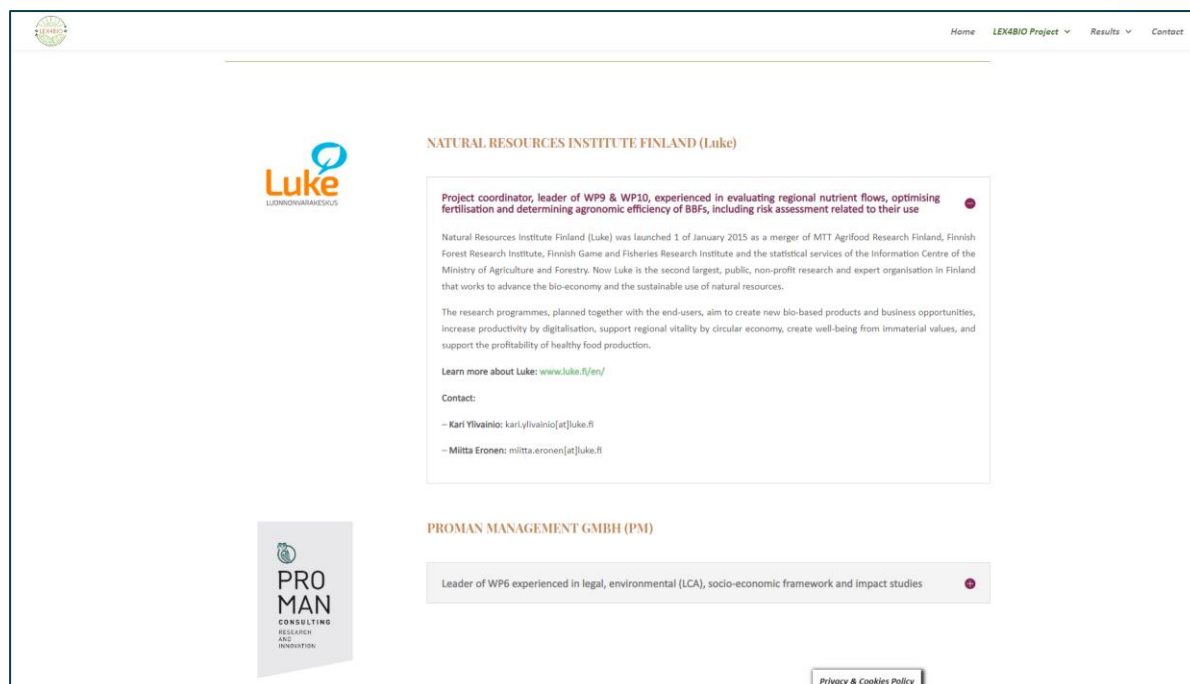 LEX4BIO
Home LEX4BIO Project Results Contact
Luke
LUONNONVARAKESKUS
NATURAL RESOURCES INSTITUTE FINLAND (Luke)
Project coordinator, leader of WP9 & WP10, experienced in evaluating regional nutrient flows, optimising
fertilisation and determining agronomic efficiency of BBFs, including risk assessment related to their use
Natural Resources Institute Finland (Luke) was launched 1 of January 2015 as a merger of MTT Agrifood Research Finland, Finnish
Forest Research Institute, Finnish Game and Fisheries Research Institute and the statistical services of the Information Centre of the
Ministry of Agriculture and Forestry. Now Luke is the second largest, public, non-profit research and expert organisation in Finland
that works to advance the bio-economy and the sustainable use of natural resources.
The research programmes, planned together with the end-users, aim to create new bio-based products and business opportunities,
increase productivity by digitalisation, support regional vitality by circular economy, create well-being from immaterial values, and
support the profitability of healthy food production.
Learn more about Luke: www.luke.fi/en/
Contact:
– Kari Ylivainio: kari.ylivainio[at]luke.fi
– Miitta Eronen: miitta.eronen[at]luke.fi
PRO
MAN
CONSULTING
RESEARCH
AND
INNOVATION
PROMAN MANAGEMENT GMBH (PM)
Leader of WP6 experienced in legal, environmental (LCA), socio-economic framework and impact studies
Privacy & Cookies Policy